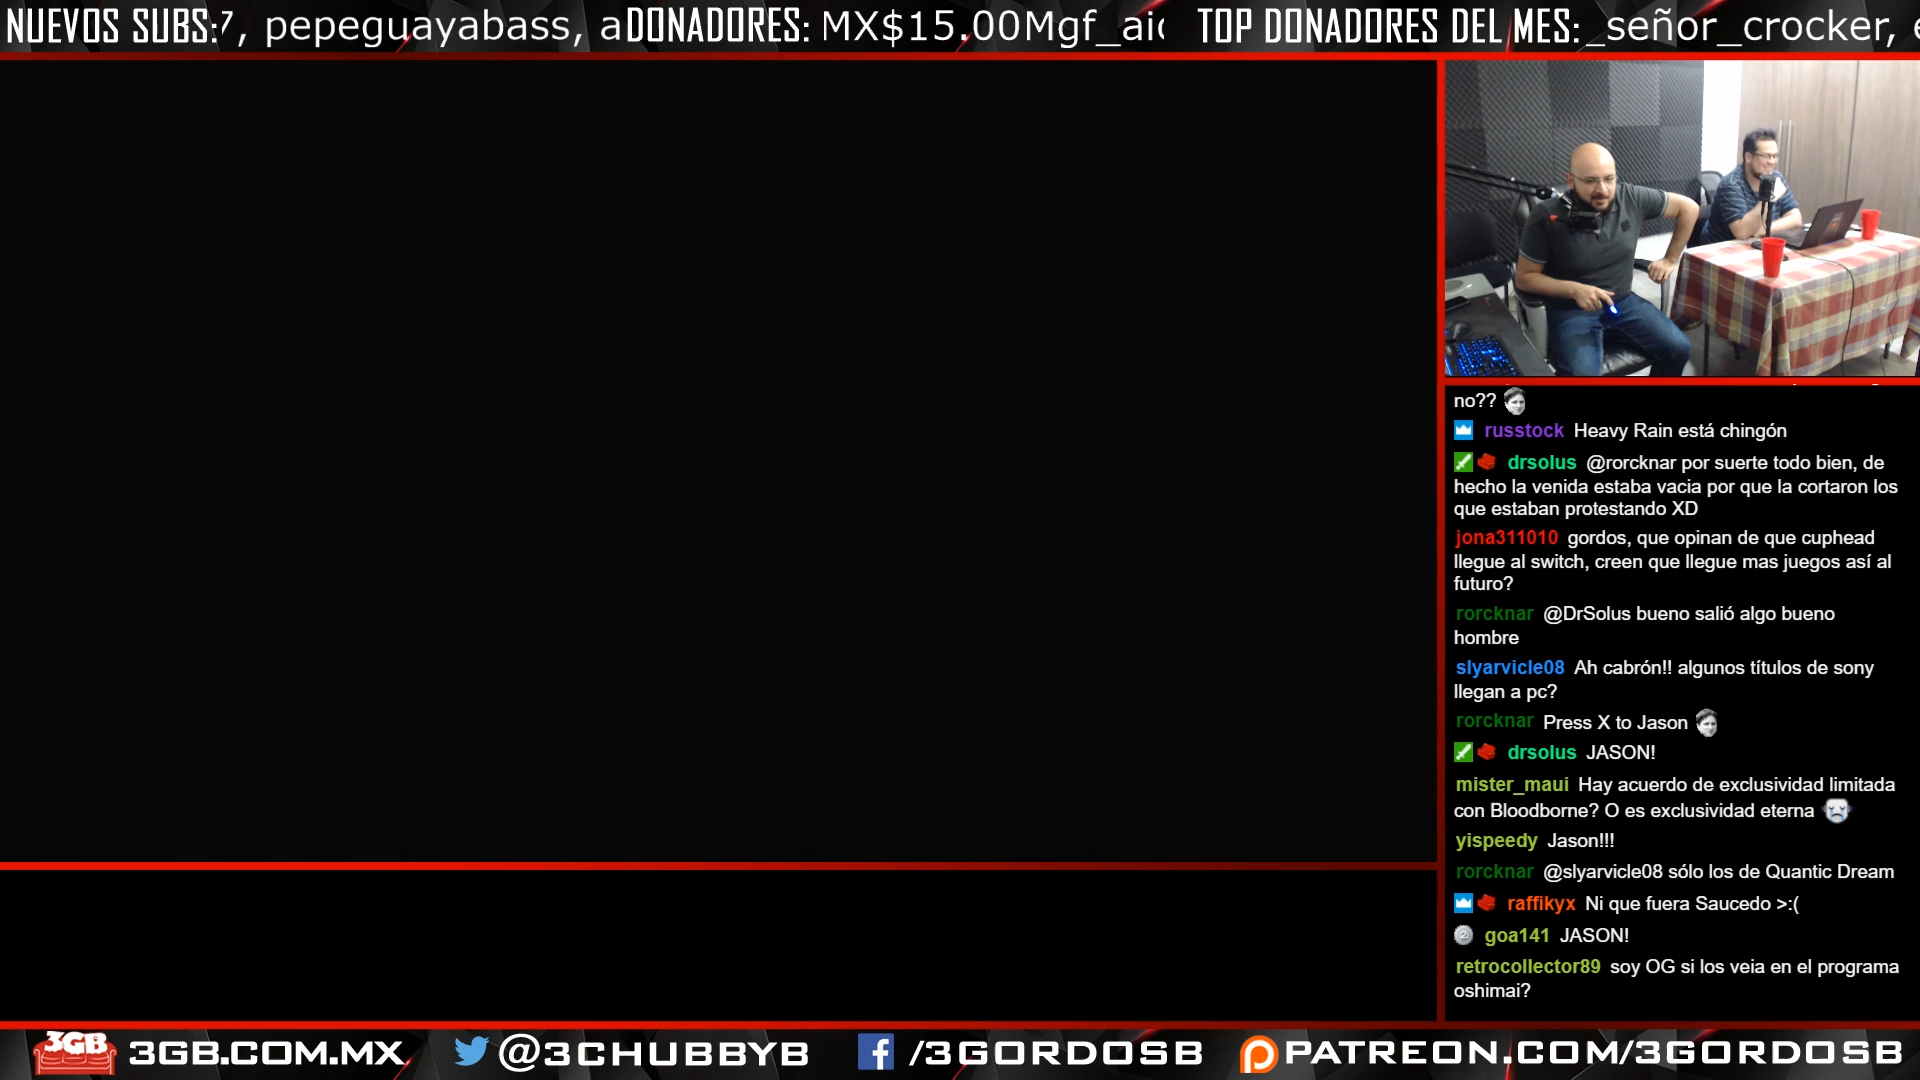 NUEVOS SUBS: 7, pepeguayabass, a DONADORES: MX$15.00Mgf_aic TOP DONADORES DEL MES: _señor_crocker, e
no??
russtock Heavy Rain está chingón
drsolus @rorcknar por suerte todo bien, de
hecho la venida estaba vacia por que la cortaron los
que estaban protestando XD
jona311010 gordos, que opinan de que cuphead
llegue al switch, creen que llegue mas juegos así al
futuro?
rorcknar @DrSolus bueno salió algo bueno
hombre
slyarvicle08 Ah cabrón!! algunos títulos de sony
llegan a pc?
rorcknar Press X to Jason
drsolus JASON!
mister_maui Hay acuerdo de exclusividad limitada
con Bloodborne? O es exclusividad eterna
yispeedy Jason!!!
rorcknar @slyarvicle08 sólo los de Quantic Dream
raffikyx Ni que fuera Saucedo >:(
goa141 JASON!
retrocollector89 soy OG si los veia en el programa
oshimai?
3GB 3GB.COM.MX @3CHUBBYB /3GORDOSB PATREON.COM/3GORDOSB